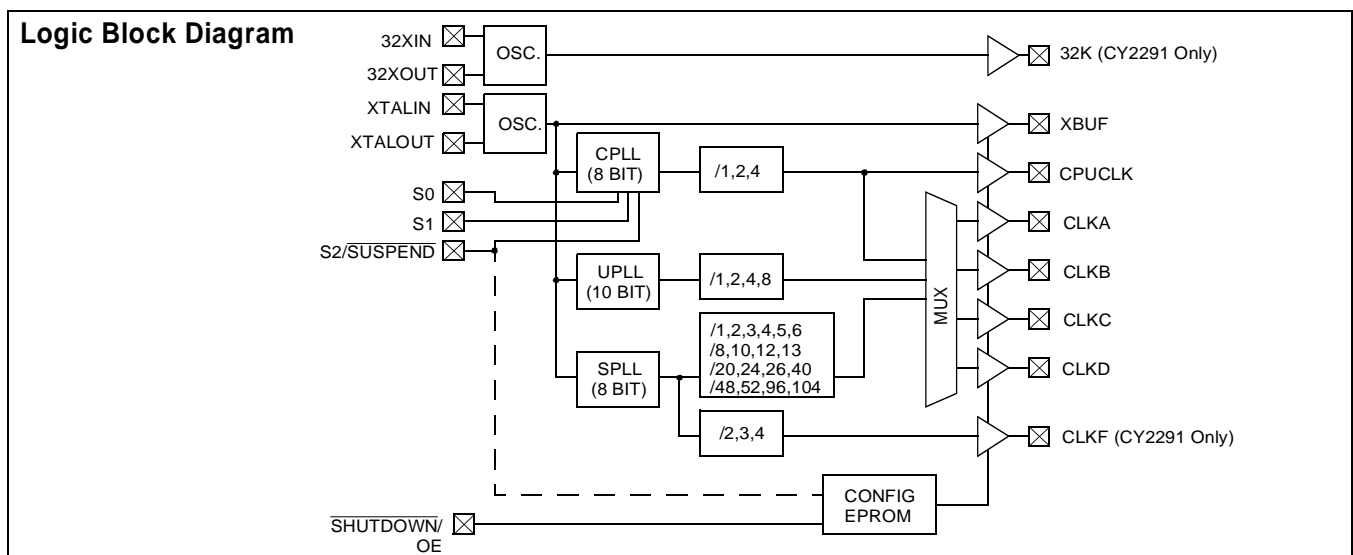 Logic Block Diagram
32XIN
OSC.
32K (CY2291 Only)
32XOUT
XTALIN
OSC.
XBUF
XTALOUT
CPLL
(8 BIT)
/1,2,4
CPUCLK
S0
S1
CLKA
S2/SUSPEND
UPLL
(10 BIT)
/1,2,4,8
MUX
CLKB
CLKC
/1,2,3,4,5,6
/8,10,12,13
/20,24,26,40
/48,52,96,104
SPLL
(8 BIT)
CLKD
/2,3,4
CLKF (CY2291 Only)
CONFIG
EPROM
SHUTDOWN/
OE